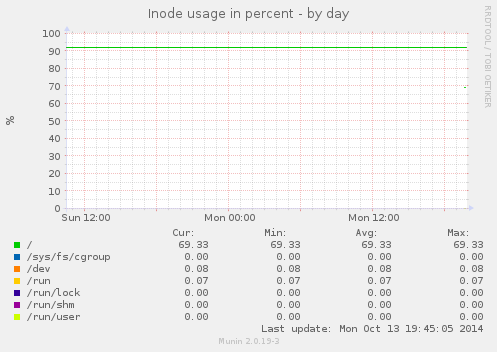 Inode usage in percent - by day
RRDTOOL / TOBI OETIKER
%
100
90
80
70
60
50
40
30
20
10
0
Sun 12:00 Mon 00:00 Mon 12:00
Cur: Min: Avg: Max:
/ 69.33 69.33 69.33 69.33
/sys/fs/cgroup 0.00 0.00 0.00 0.00
/dev 0.08 0.08 0.08 0.08
/run 0.07 0.07 0.07 0.07
/run/lock 0.00 0.00 0.00 0.00
/run/shm 0.00 0.00 0.00 0.00
/run/user 0.00 0.00 0.00 0.00
Last update: Mon Oct 13 19:45:05 2014
Munin 2.0.19-3